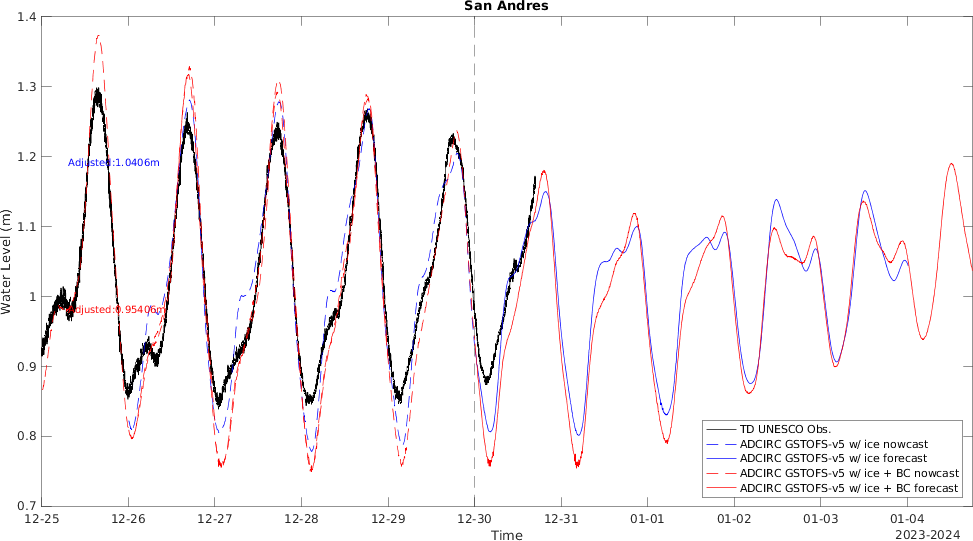 San Andres
Water Level (m)
1.4
1.3
1.2
1.1
1
0.9
0.8
0.7
Adjusted:1.0406m
Adjusted:0.95406m
TD UNESCO Obs.
ADCIRC GSTOFS-v5 w/ ice nowcast
ADCIRC GSTOFS-v5 w/ ice forecast
ADCIRC GSTOFS-v5 w/ ice + BC nowcast
ADCIRC GSTOFS-v5 w/ ice + BC forecast
12-25 12-26 12-27 12-28 12-29 12-30 12-31 01-01 01-02 01-03 01-04
Time
2023-2024